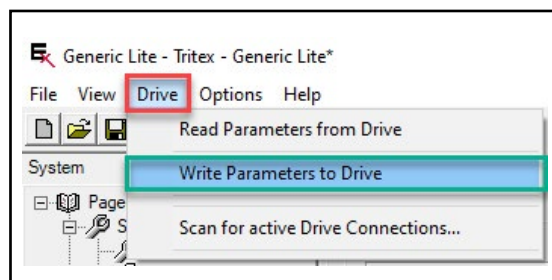 Generic Lite - Tritex - Generic Lite*
File View Drive Options Help
Read Parameters from Drive
System
Write Parameters to Drive
Page
S
Scan for active Drive Connections...